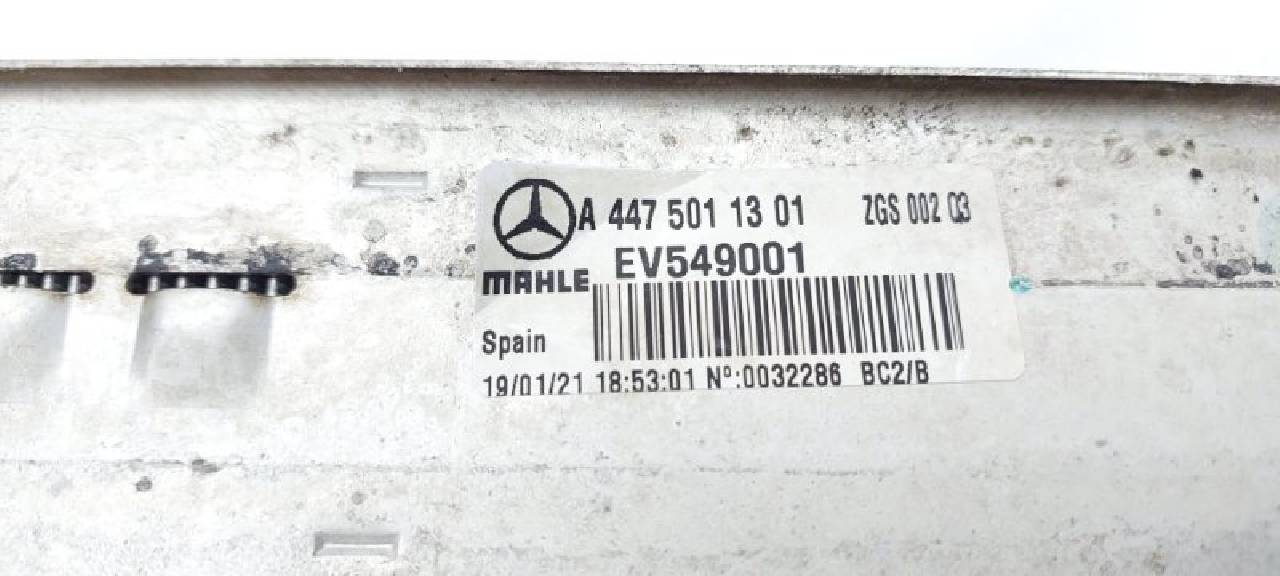 A 447 501 13 01 ZGS 002 03
EV549001
MAHLE
Spain
19/01/21 18:53:01 Nº:0032286 BC2/B